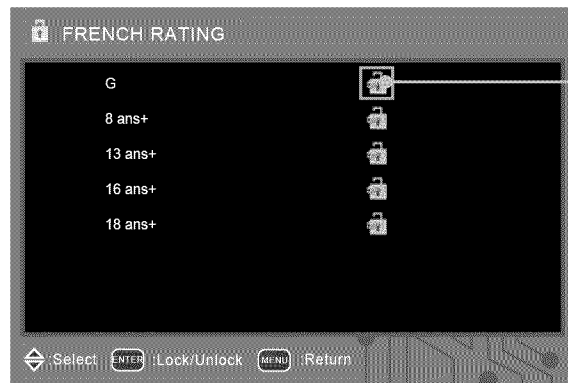 FRENCH RATING
G
8 ans+
13 ans+
16 ans+
18 ans+
:Select ENTER :Lock/Unlock MENU :Return